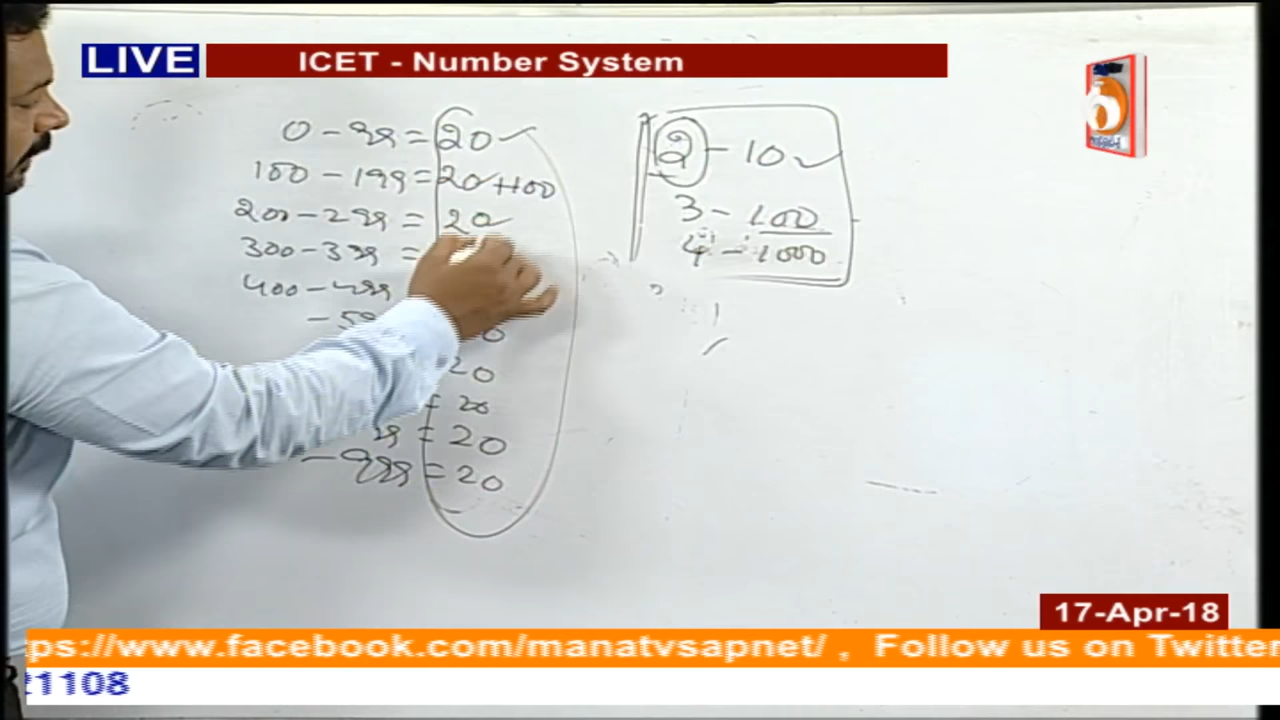 LIVE ICET - Number System
0 - 99 = 20
100 - 199 = 20+100
200 - 299 = 20
300 - 399 =
400 - 499
20
= 20
99 = 20
- 999 = 20
2 - 10
3 - 100
4 - 1000
17-Apr-18
ps://www.facebook.com/manatvsapnet/ , Follow us on Twitter
1108